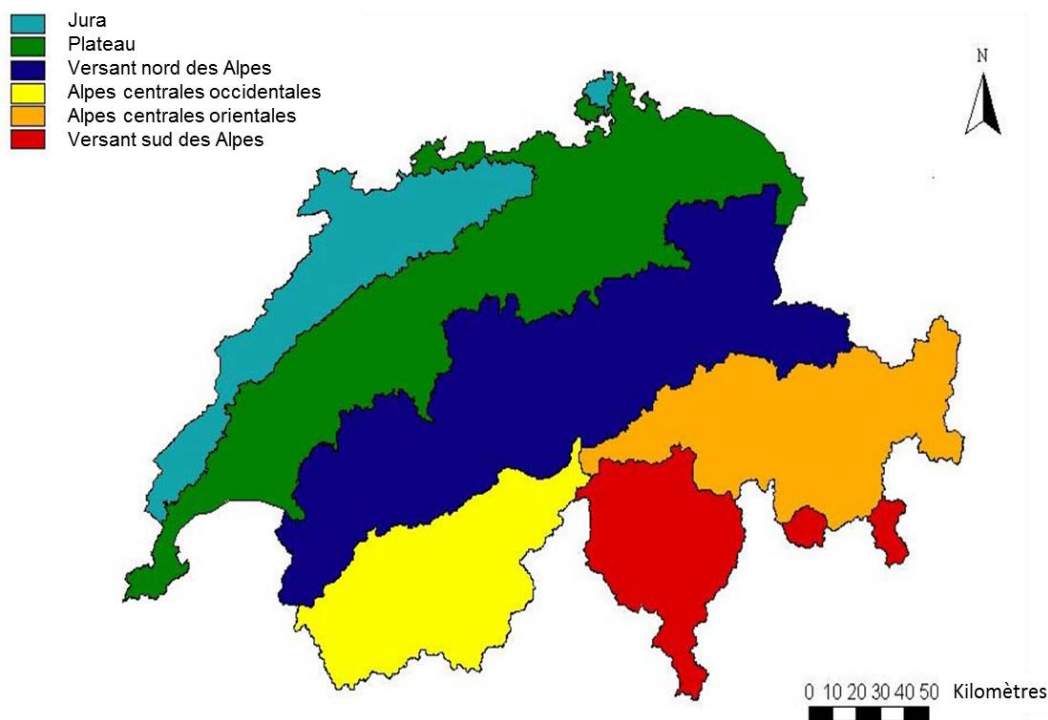 Jura
Plateau
Versant nord des Alpes
Alpes centrales occidentales
Alpes centrales orientales
Versant sud des Alpes
N
0 10 20 30 40 50 Kilomètres